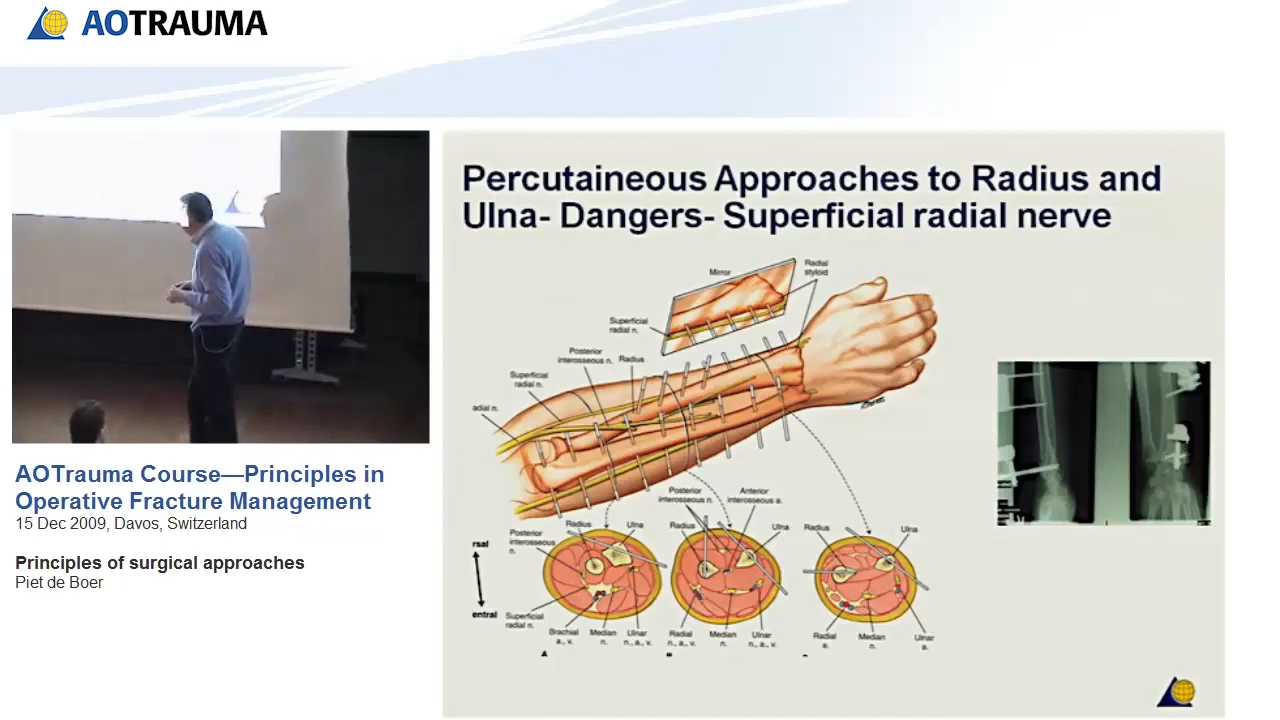 AOTRAUMA
Percutaineous Approaches to Radius and
Ulna- Dangers- Superficial radial nerve
Mirror
Radial
styloid
Superficial
radial n.
Posterior
interosseous n.
Radius
Superficial
radial n.
adial n.
Posterior
interosseous n.
Anterior
interosseous a.
Radius
Ulna
Radius
Ulna
Radius
Ulna
Posterior
interosseous
n.
rsal
entral
Superficial
radial n.
Brachial
a., v.
Median
n.
Ulnar
n., a., v.
Radial
n., a., v.
Median
n.
Ulnar
n., a., v.
Radial
a.
Median
n.
Ulnar
a.
AOTrauma Course—Principles in
Operative Fracture Management
15 Dec 2009, Davos, Switzerland
Principles of surgical approaches
Piet de Boer